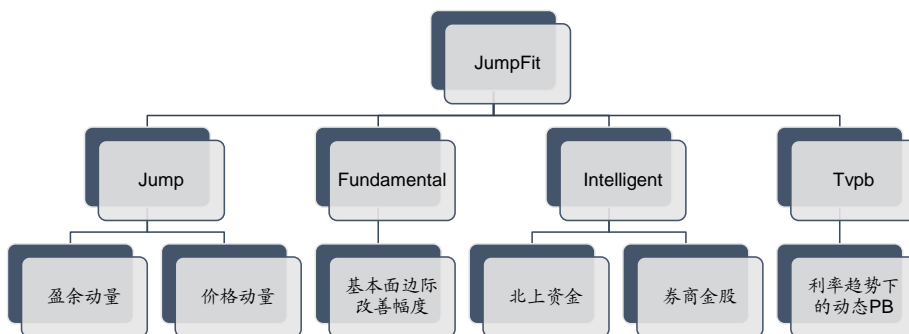 JumpFit
Jump
Fundamental
Intelligent
Tvpb
盈余动量
价格动量
基本面边际
改善幅度
北上资金
券商金股
利率趋势下
的动态PB